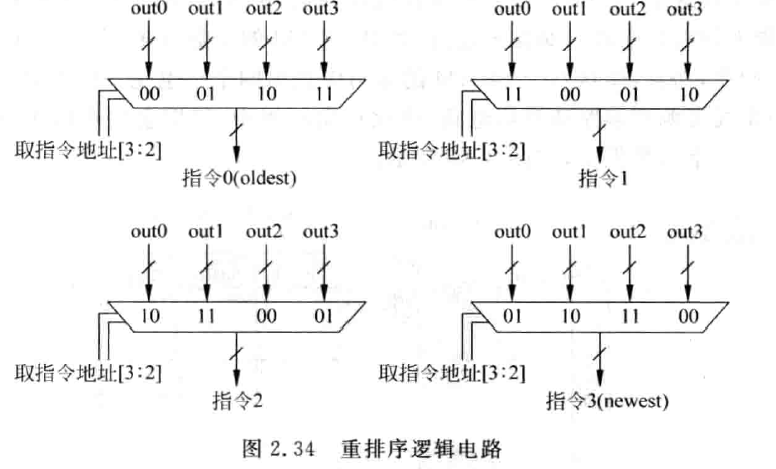 out0 out1 out2 out3
00 01 10 11
取指令地址[3:2]
指令0(oldest)
out0 out1 out2 out3
11 00 01 10
取指令地址[3:2]
指令1
out0 out1 out2 out3
10 11 00 01
取指令地址[3:2]
指令2
out0 out1 out2 out3
01 10 11 00
取指令地址[3:2]
指令3(newest)
图 2.34 重排序逻辑电路